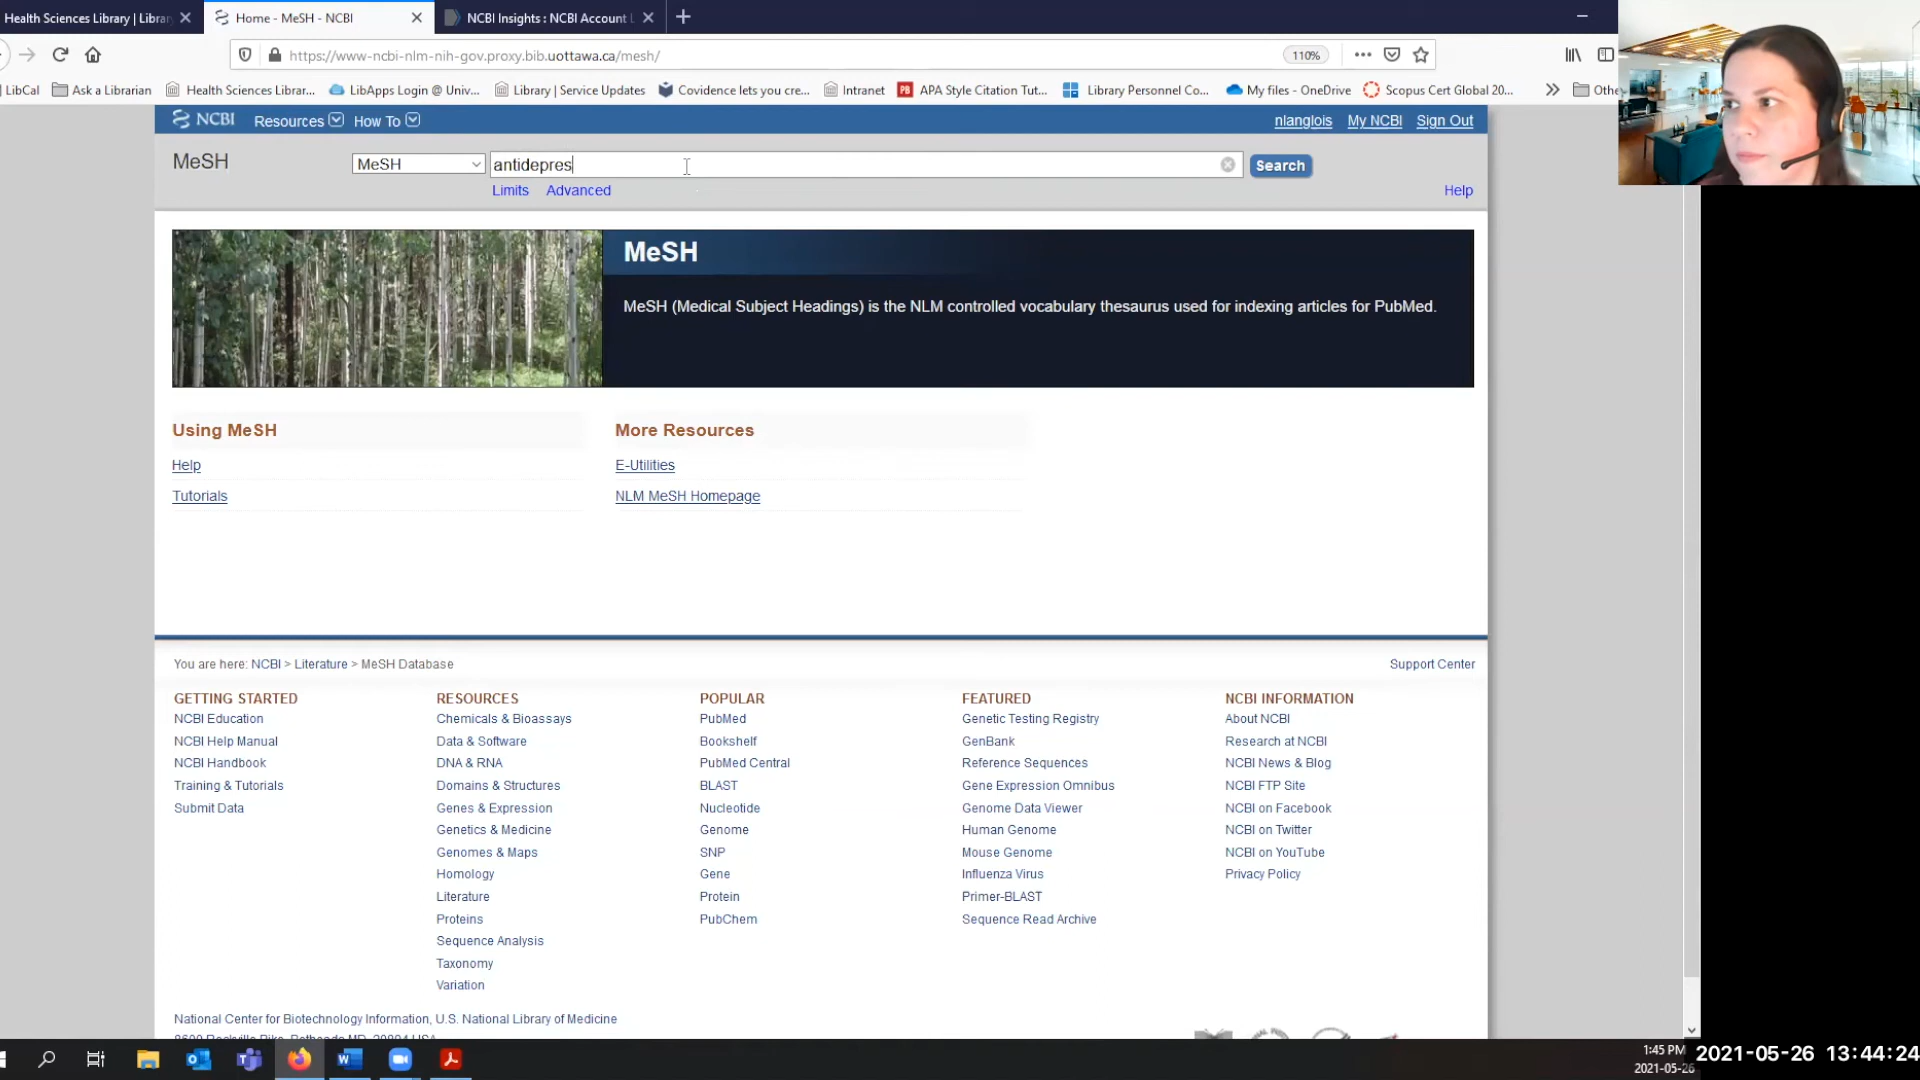 Health Sciences Library | Libra
Home - MeSH - NCBI
NCBI Insights : NCBI Account L
https://www-ncbi-nlm-nih-gov.proxy.bib.uottawa.ca/mesh/
110%
LibCal
Ask a Librarian
Health Sciences Librar...
LibApps Login @ Univ...
Library | Service Updates
Covidence lets you cre...
Intranet
PB
APA Style Citation Tut...
Library Personnel Co...
My files - OneDrive
Scopus Cert Global 20...
Othe
NCBI
Resources
How To
nlanglois
My NCBI
Sign Out
MeSH
MeSH
antidepres
Search
Limits
Advanced
Help
MeSH
MeSH (Medical Subject Headings) is the NLM controlled vocabulary thesaurus used for indexing articles for PubMed.
Using MeSH
Help
Tutorials
More Resources
E-Utilities
NLM MeSH Homepage
You are here: NCBI > Literature > MeSH Database
Support Center
GETTING STARTED
NCBI Education
NCBI Help Manual
NCBI Handbook
Training & Tutorials
Submit Data
RESOURCES
Chemicals & Bioassays
Data & Software
DNA & RNA
Domains & Structures
Genes & Expression
Genetics & Medicine
Genomes & Maps
Homology
Literature
Proteins
Sequence Analysis
Taxonomy
Variation
POPULAR
PubMed
Bookshelf
PubMed Central
BLAST
Nucleotide
Genome
SNP
Gene
Protein
PubChem
FEATURED
Genetic Testing Registry
GenBank
Reference Sequences
Gene Expression Omnibus
Genome Data Viewer
Human Genome
Mouse Genome
Influenza Virus
Primer-BLAST
Sequence Read Archive
NCBI INFORMATION
About NCBI
Research at NCBI
NCBI News & Blog
NCBI FTP Site
NCBI on Facebook
NCBI on Twitter
NCBI on YouTube
Privacy Policy
National Center for Biotechnology Information, U.S. National Library of Medicine
1:45 PM
2021-05-26
2021-05-26 13:44:24